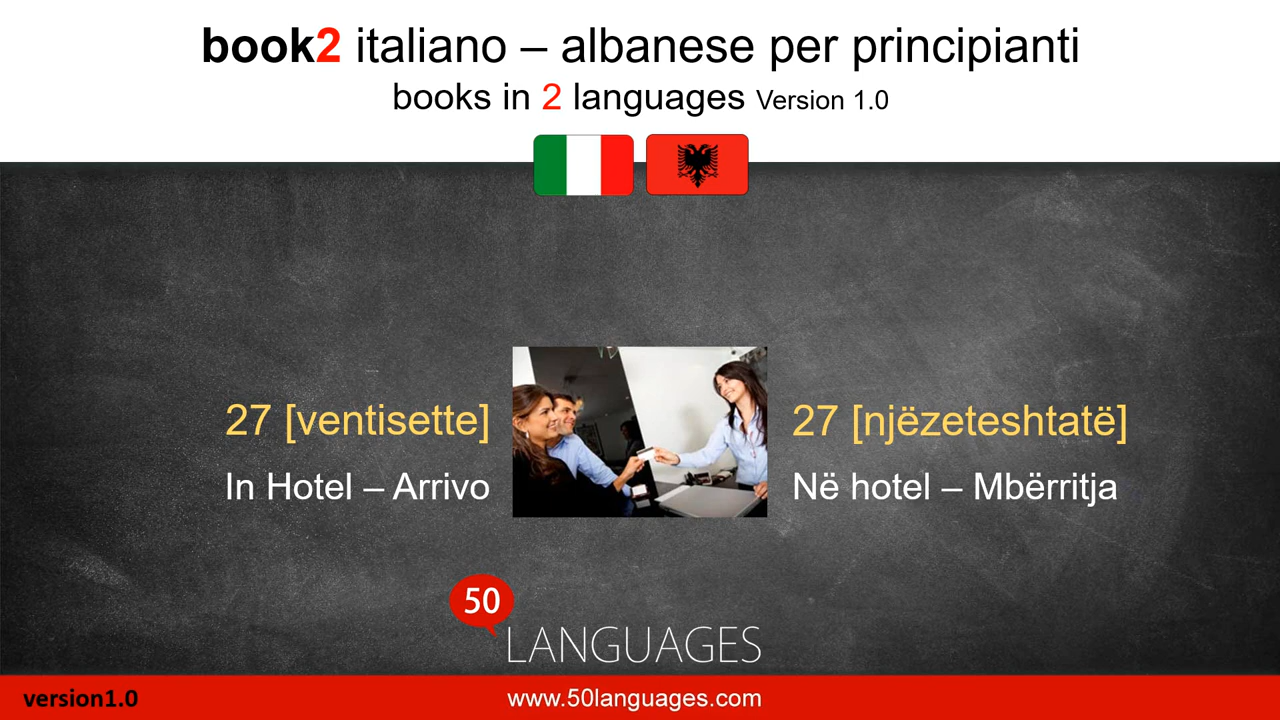 book2 italiano – albanese per principianti
books in 2 languages Version 1.0
27 [ventisette]
In Hotel – Arrivo
27 [njëzeteshtatë]
Në hotel – Mbërritja
50
LANGUAGES
version1.0
www.50languages.com